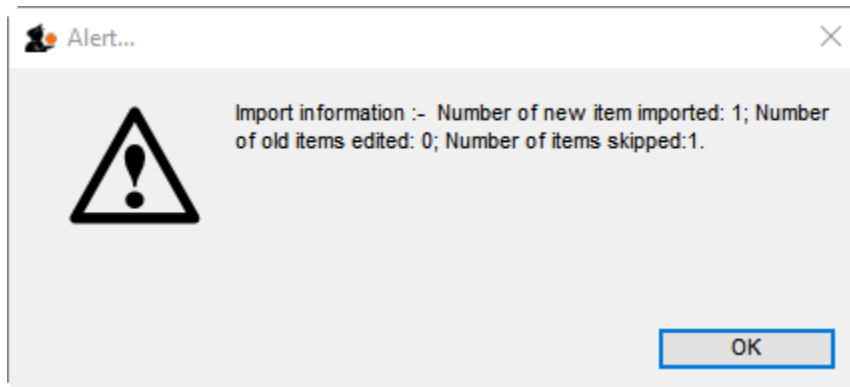 Alert...
Import information :-  Number of new item imported: 1; Number
of old items edited: 0; Number of items skipped:1.
OK